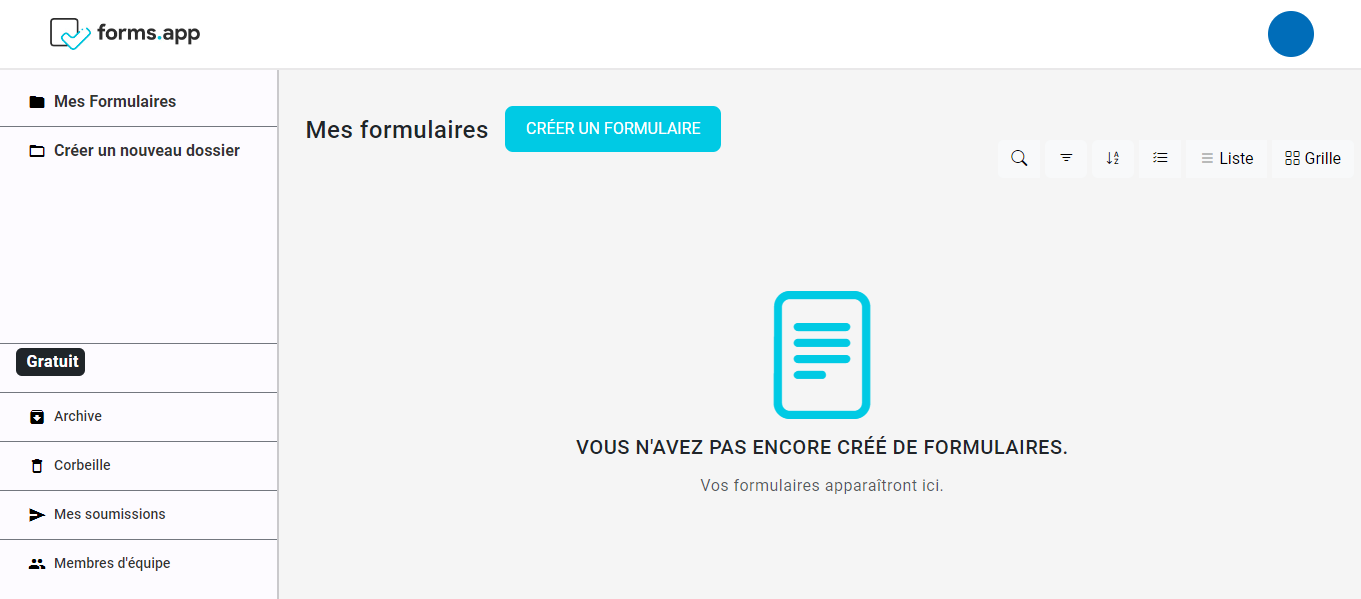 forms.app
Mes Formulaires
Créer un nouveau dossier
Gratuit
Archive
Corbeille
Mes soumissions
Membres d'équipe
Mes formulaires
CRÉER UN FORMULAIRE
Liste
Grille
VOUS N'AVEZ PAS ENCORE CRÉÉ DE FORMULAIRES.
Vos formulaires apparaîtront ici.